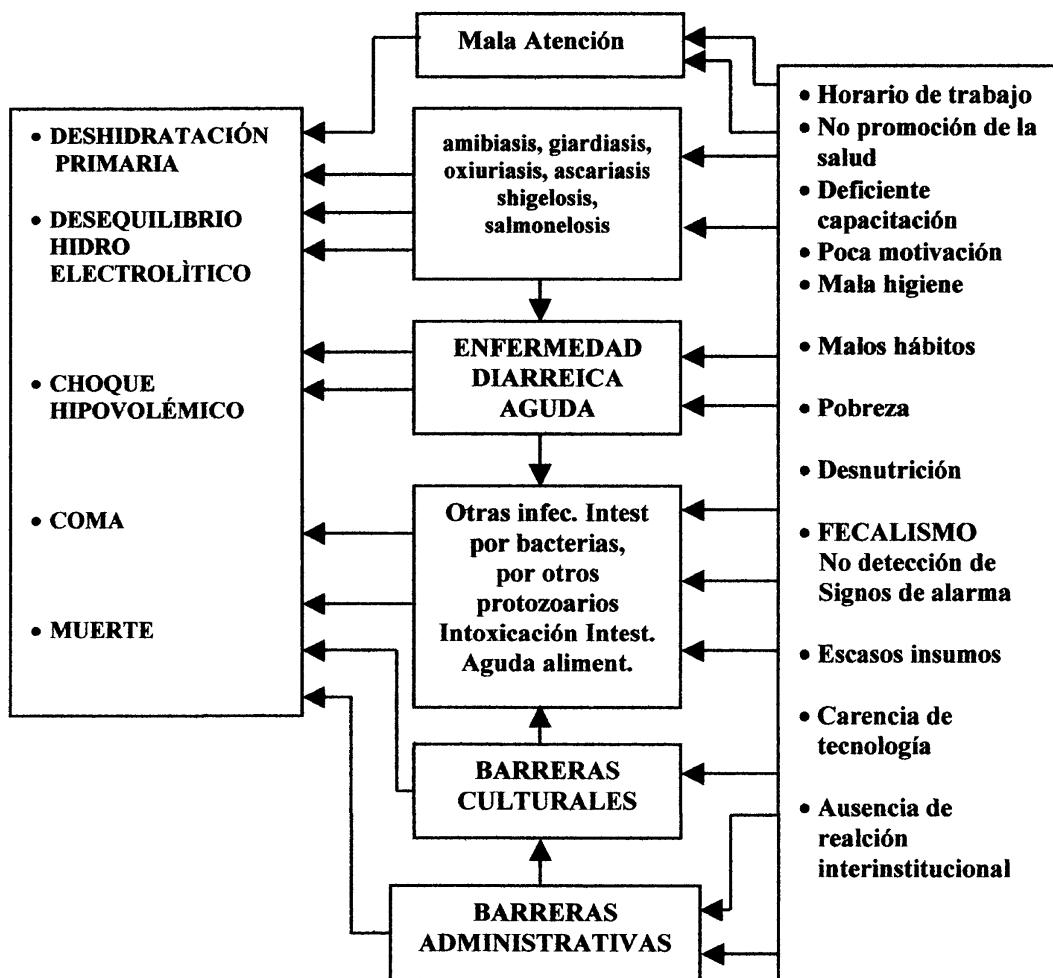 Mala Atención
• DESHIDRATACIÓN
PRIMARIA
• DESEQUILIBRIO
HIDRO
ELECTROLÌTICO
• CHOQUE
HIPOVOLÉMICO
• COMA
• MUERTE
amibiasis, giardiasis,
oxiuriasis, ascariasis
shigelosis,
salmonelosis
ENFERMEDAD
DIARREICA
AGUDA
Otras infec. Intest
por bacterias,
por otros
protozoarios
Intoxicación Intest.
Aguda aliment.
BARRERAS
CULTURALES
BARRERAS
ADMINISTRATIVAS
• Horario de trabajo
• No promoción de la
salud
• Deficiente
capacitación
• Poca motivación
• Mala higiene
• Malos hábitos
• Pobreza
• Desnutrición
• FECALISMO
No detección de
Signos de alarma
• Escasos insumos
• Carencia de
tecnología
• Ausencia de
realción
interinstitucional